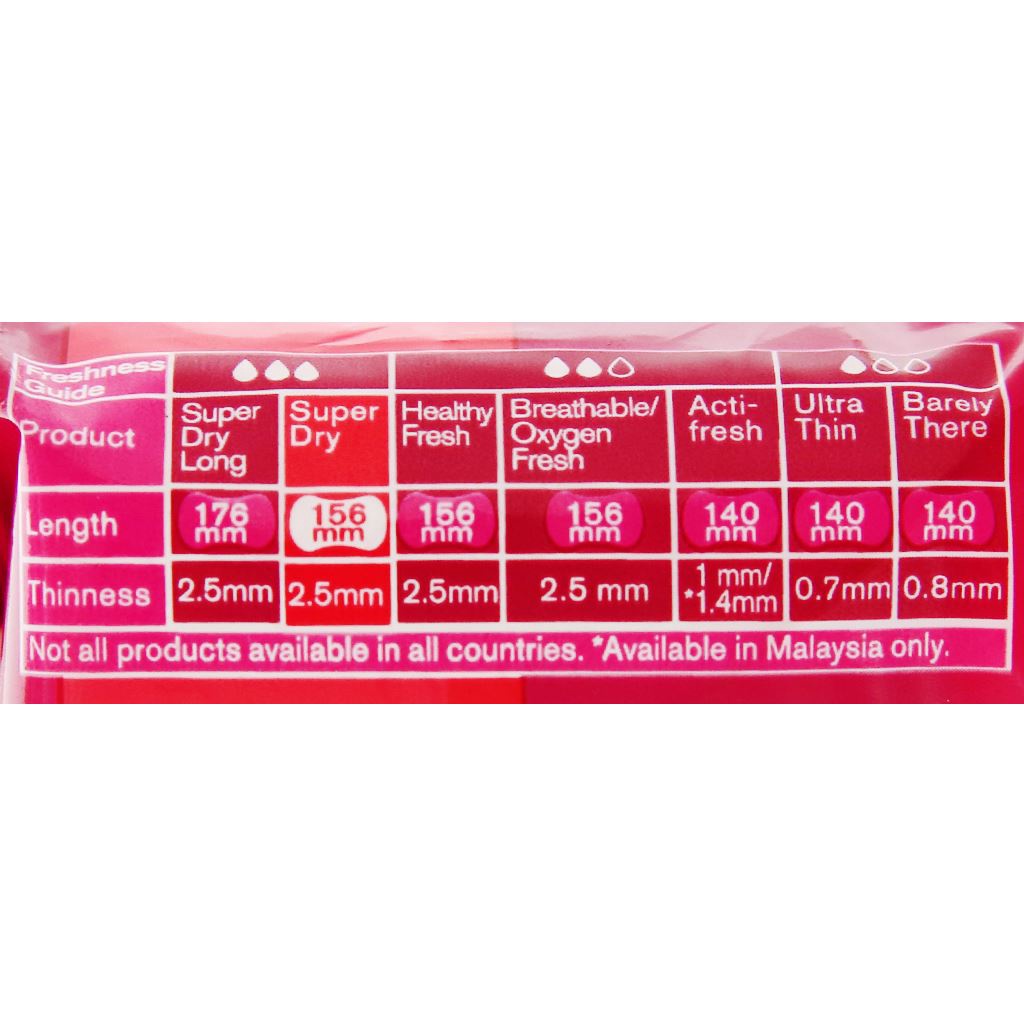 Freshness
Guide
Product
Super
Dry
Long
Super
Dry
Healthy
Fresh
Breathable/
Oxygen
Fresh
Acti-
fresh
Ultra
Thin
Barely
There
Length
176
mm
156
mm
156
mm
156
mm
140
mm
140
mm
140
mm
Thinness
2.5mm
2.5mm
2.5mm
2.5 mm
1 mm/
*1.4mm
0.7mm
0.8mm
Not all products available in all countries. *Available in Malaysia only.